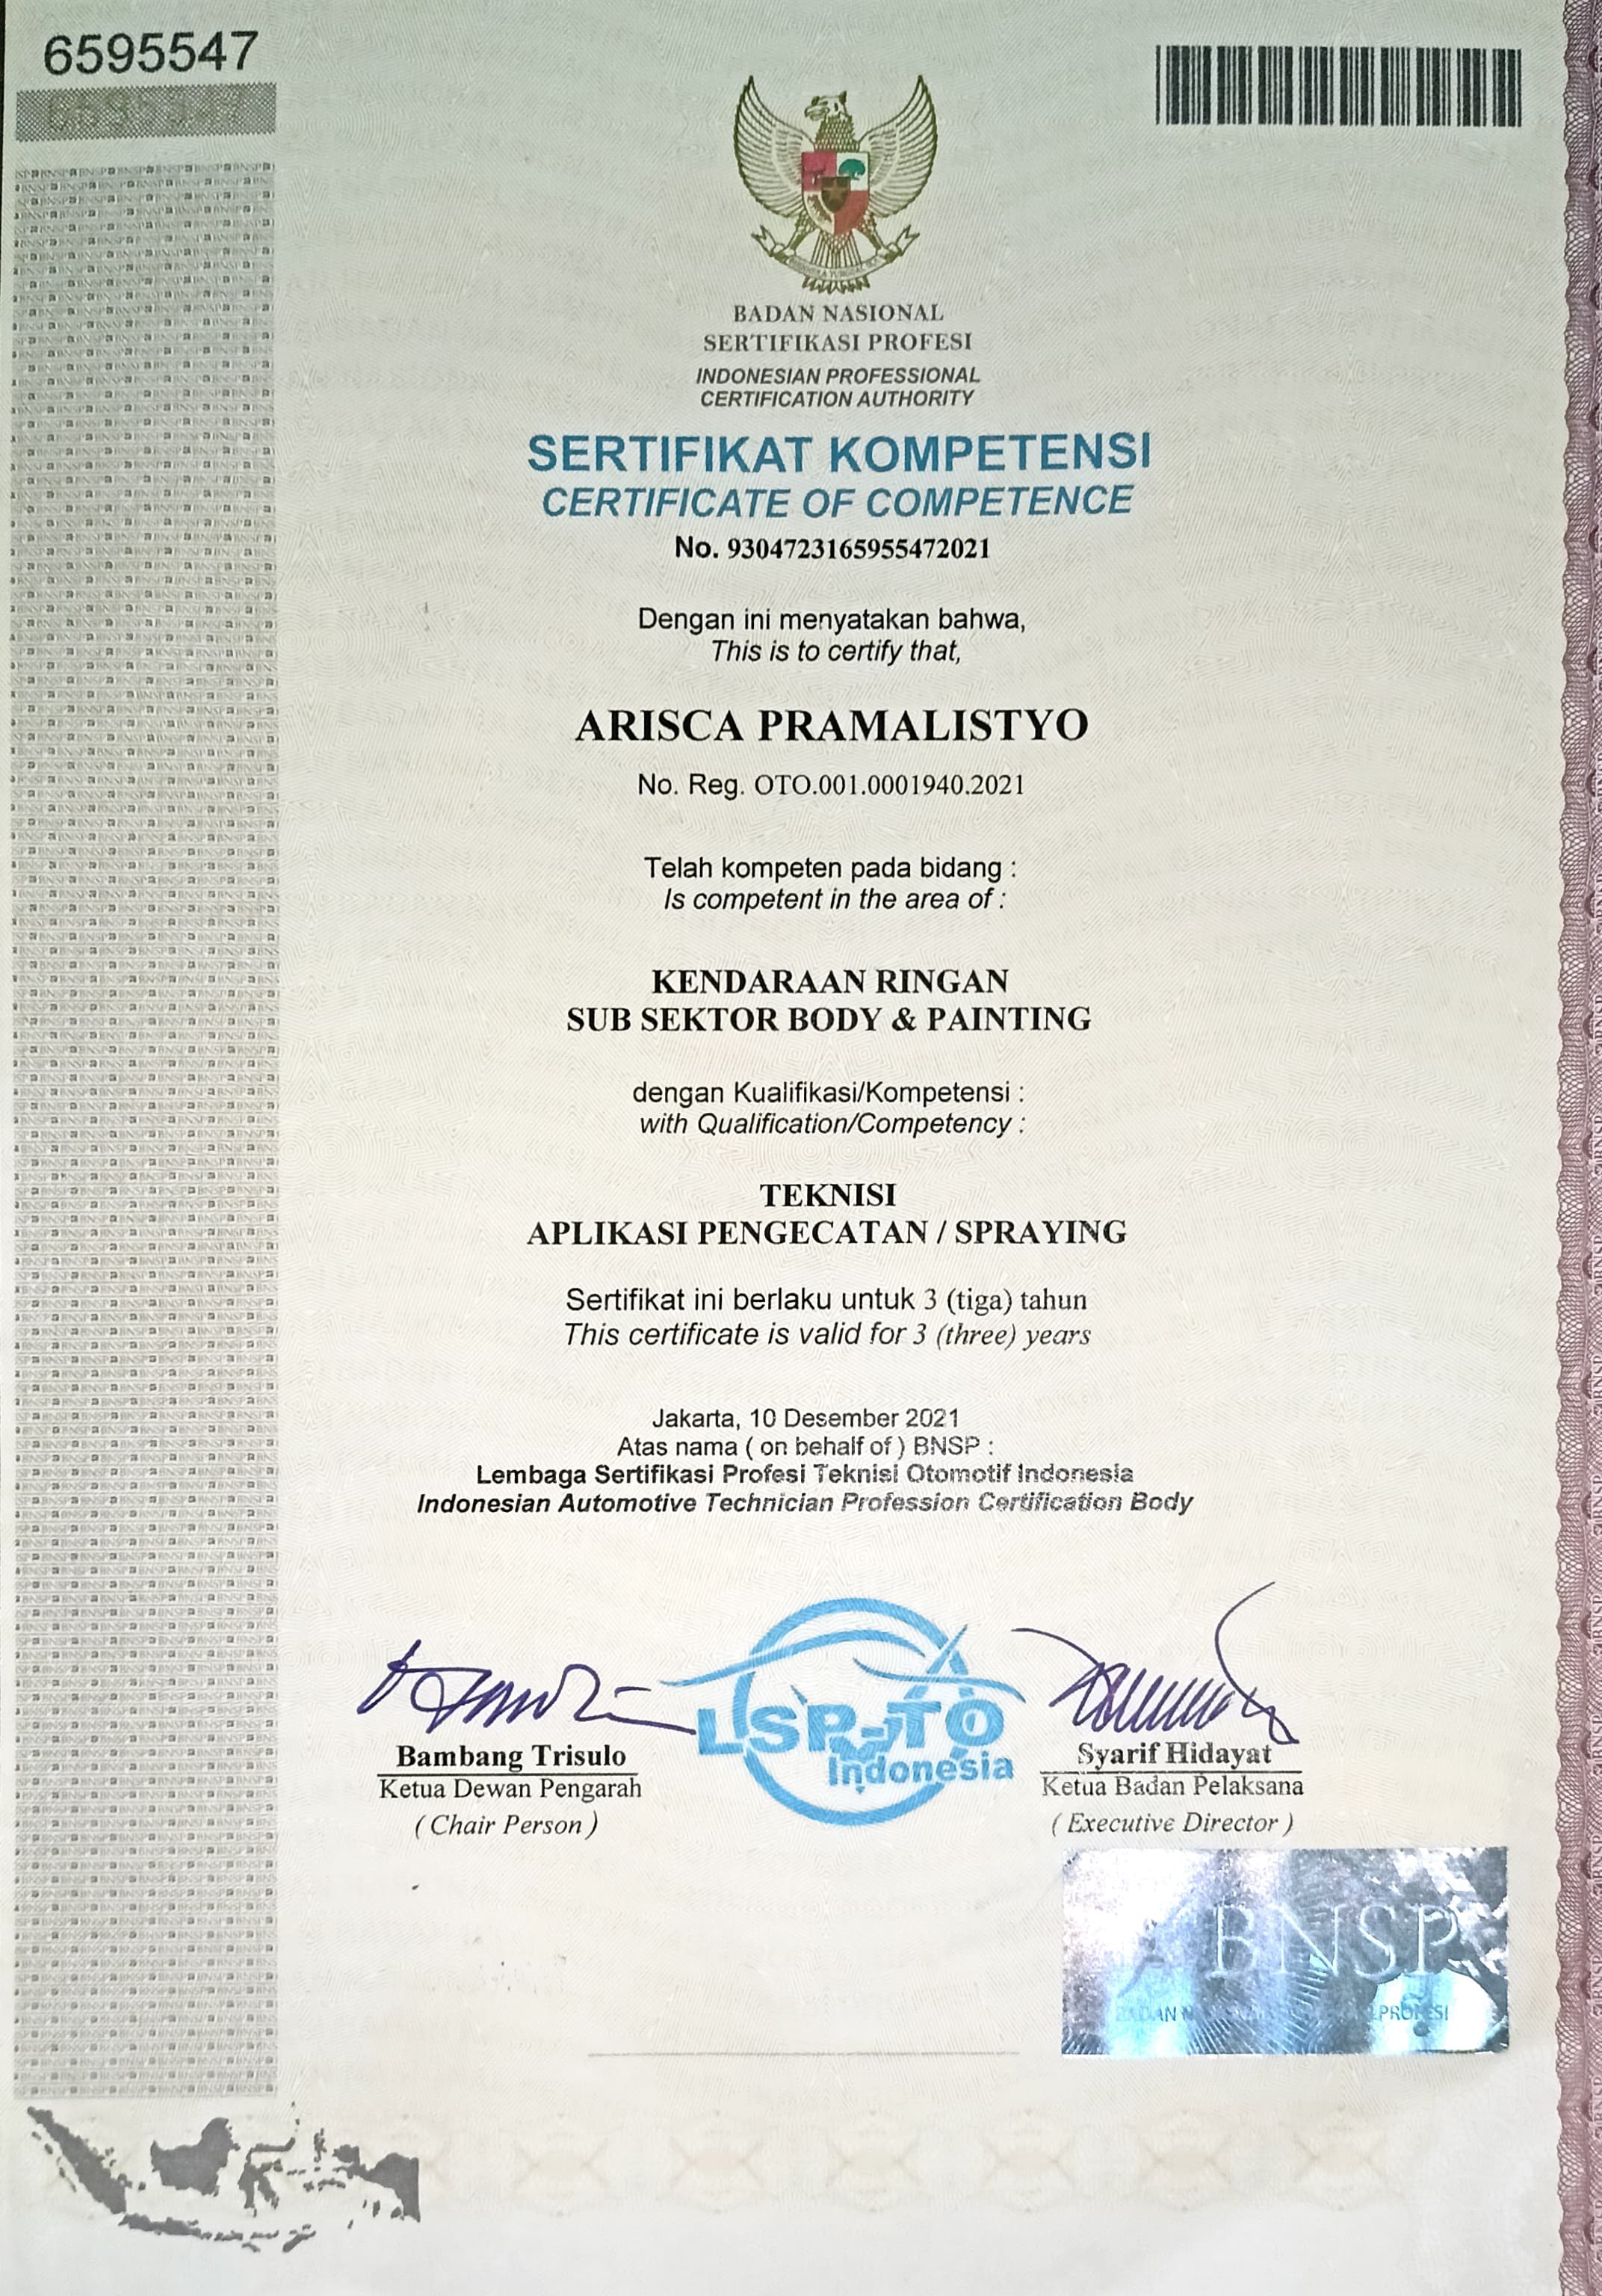 6595547
BADAN NASIONAL
SERTIFIKASI PROFESI
INDONESIAN PROFESSIONAL
CERTIFICATION AUTHORITY
SERTIFIKAT KOMPETENSI
CERTIFICATE OF COMPETENCE
No. 9304723165955472021
Dengan ini menyatakan bahwa,
This is to certify that,
ARISCA PRAMALISTYO
No. Reg. OTO.001.0001940.2021
Telah kompeten pada bidang :
Is competent in the area of :
KENDARAAN RINGAN
SUB SEKTOR BODY & PAINTING
dengan Kualifikasi/Kompetensi :
with Qualification/Competency :
TEKNISI
APLIKASI PENGECATAN / SPRAYING
Sertifikat ini berlaku untuk 3 (tiga) tahun
This certificate is valid for 3 (three) years
Jakarta, 10 Desember 2021
Atas nama ( on behalf of ) BNSP :
Lembaga Sertifikasi Profesi Teknisi Otomotif Indonesia
Indonesian Automotive Technician Profession Certification Body
LSP-TO
Indonesia
Bambang Trisulo
Ketua Dewan Pengarah
( Chair Person )
Syarif Hidayat
Ketua Badan Pelaksana
( Executive Director )
BNSP
BADAN PROFESI